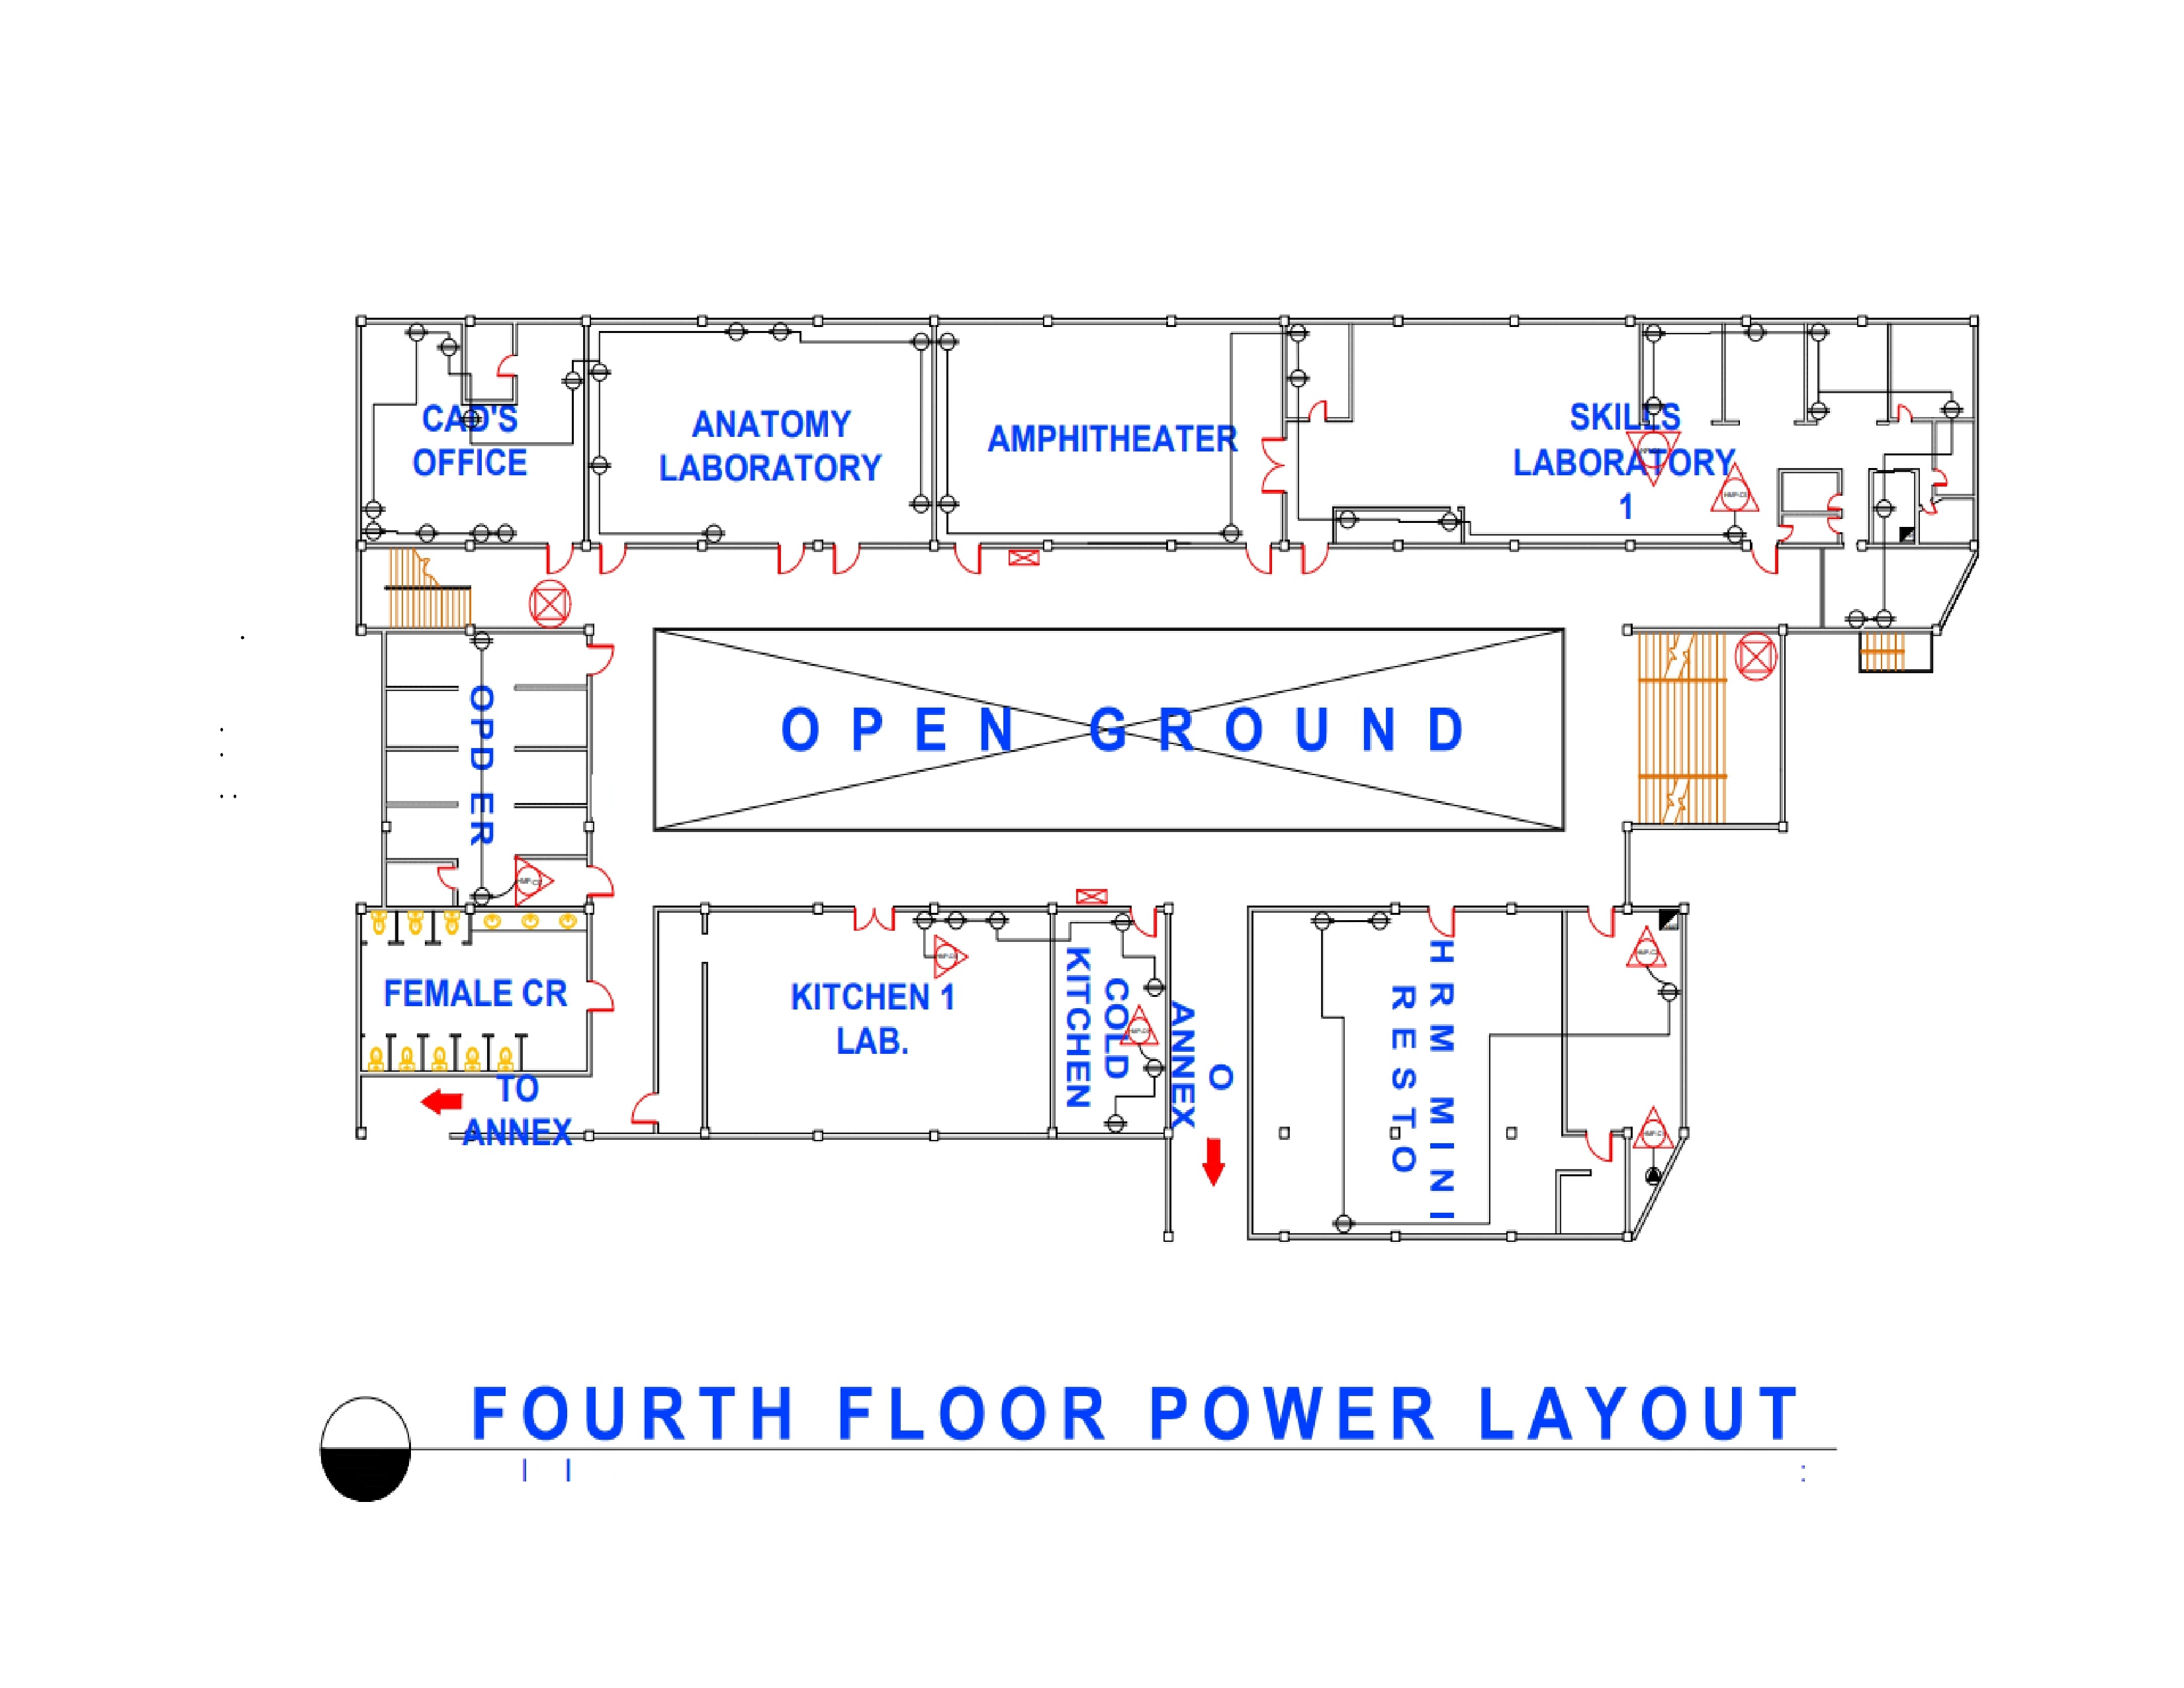 CAD'S
OFFICE
ANATOMY
LABORATORY
AMPHITHEATER
SKILLS
LABORATORY
1
OPD ER
OPEN GROUND
FEMALE CR
TO
ANNEX
KITCHEN 1
LAB.
COLD
KITCHEN
O
ANNEX
HRM MINI
RESTO
FOURTH FLOOR POWER LAYOUT